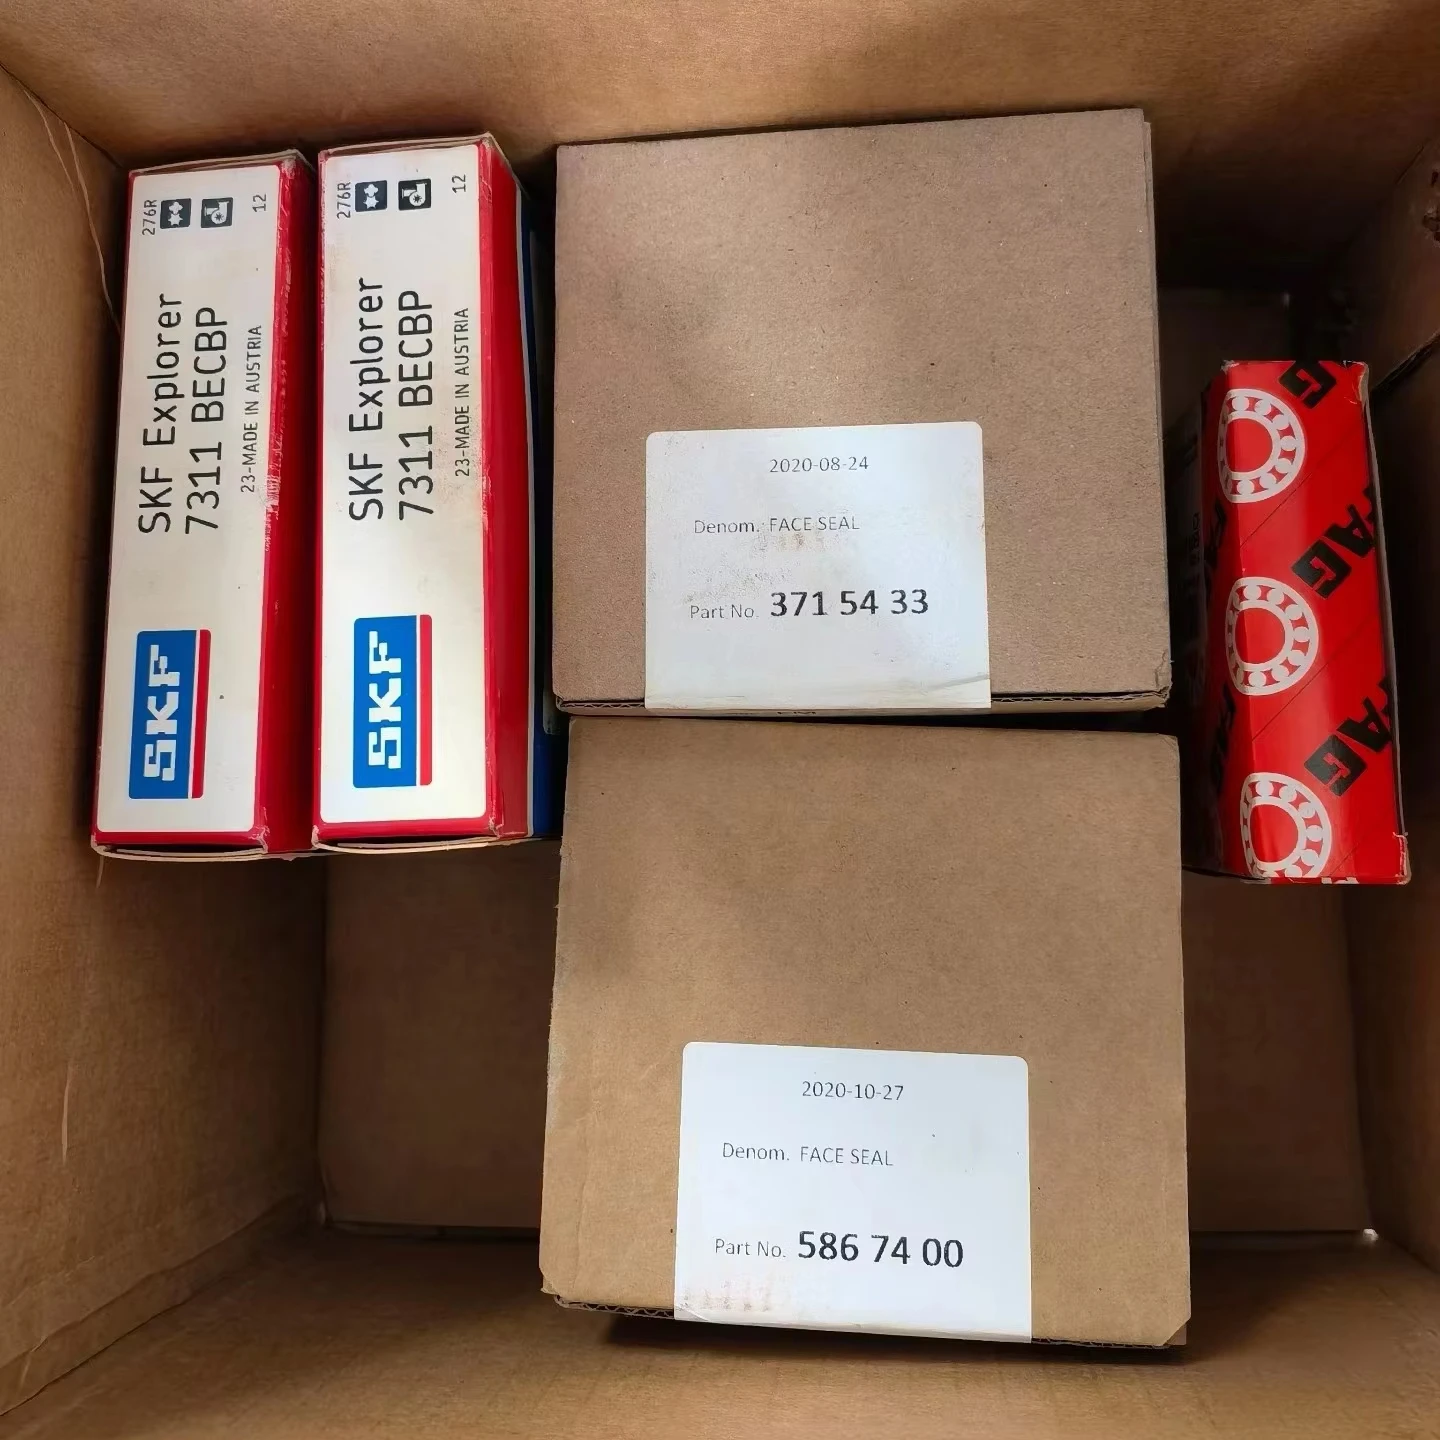 276R
12
SKF Explorer
7311 BECBP
23-MADE IN AUSTRIA
SKF
276R
12
SKF Explorer
7311 BECBP
23-MADE IN AUSTRIA
SKF
2020-08-24
Denom. FACE SEAL
Part No. 371 54 33
2020-10-27
Denom. FACE SEAL
Part No. 586 74 00
FAG
FAG